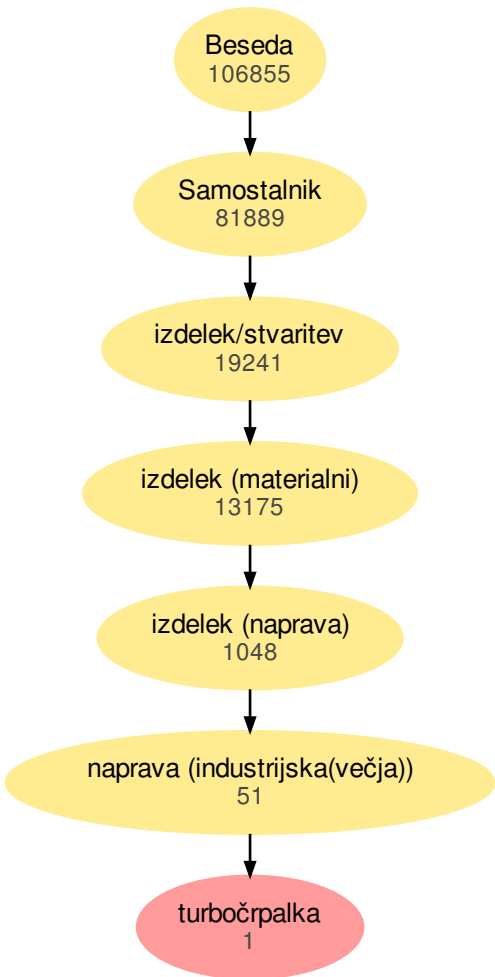 Beseda
106855
Samostalnik
81889
izdelek/stvaritev
19241
izdelek (materialni)
13175
izdelek (naprava)
1048
naprava (industrijska(večja))
51
turbočrpalka
1